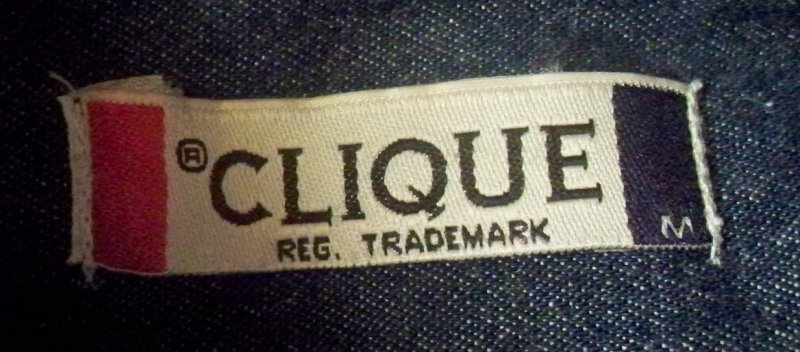 ® CLIQUE
REG. TRADEMARK
M